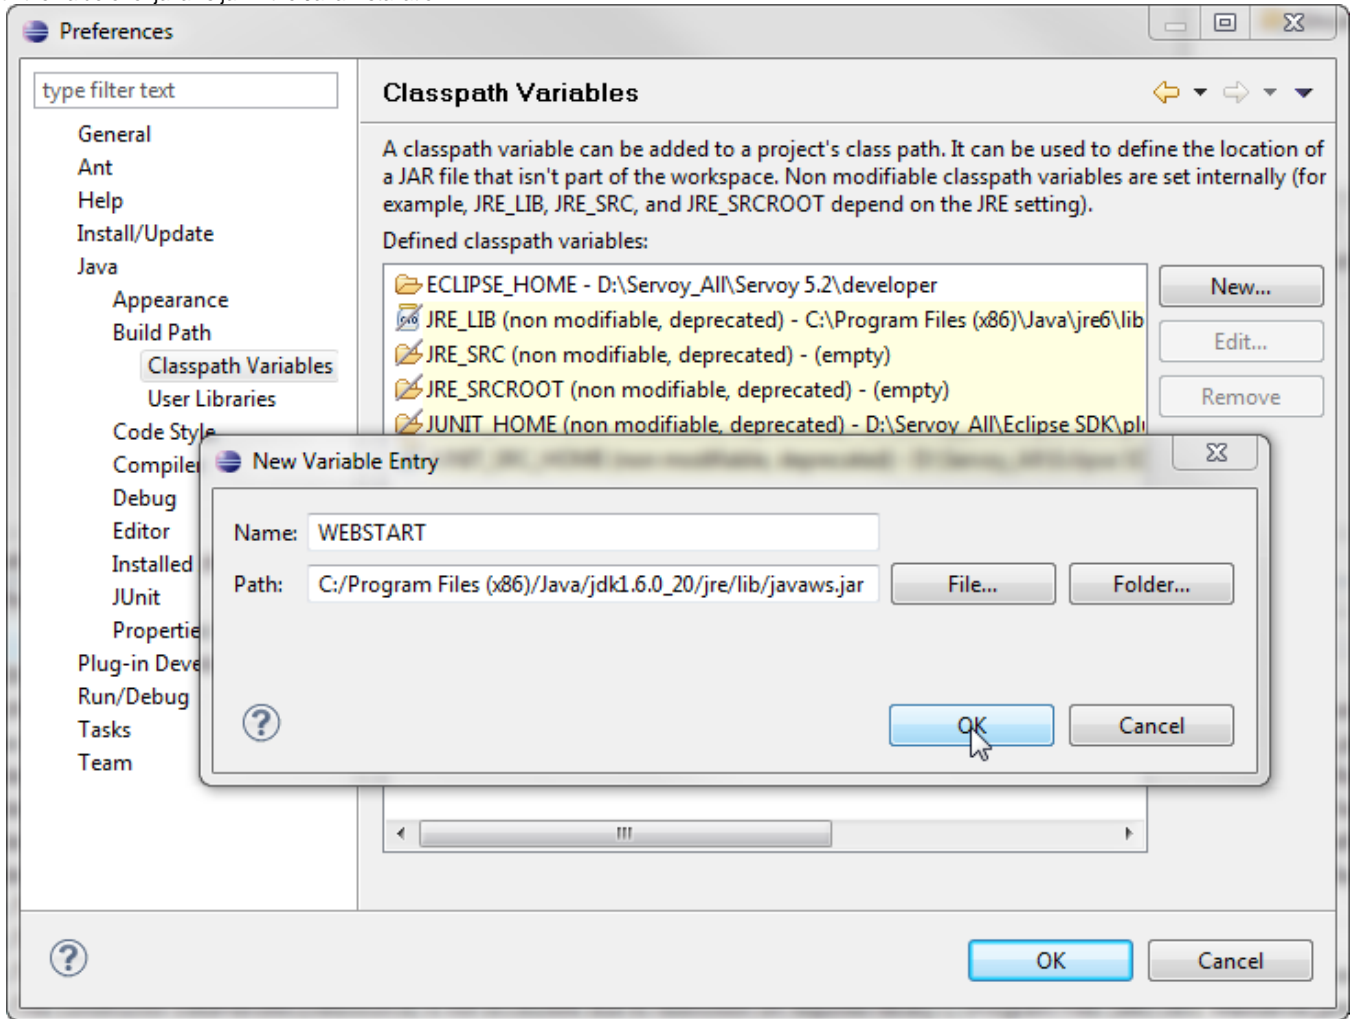 Preferences
type filter text
Classpath Variables
General
Ant
Help
Install/Update
Java
Appearance
Build Path
Classpath Variables
User Libraries
Code Style
Compiler
Debug
Editor
Installed
JUnit
Propertie
Plug-in Deve
Run/Debug
Tasks
Team
A classpath variable can be added to a project's class path. It can be used to define the location of
a JAR file that isn't part of the workspace. Non modifiable classpath variables are set internally (for
example, JRE_LIB, JRE_SRC, and JRE_SRCROOT depend on the JRE setting).
Defined classpath variables:
ECLIPSE_HOME - D:\Servoy_All\Servoy 5.2\developer
JRE_LIB (non modifiable, deprecated) - C:\Program Files (x86)\Java\jre6\lib
JRE_SRC (non modifiable, deprecated) - (empty)
JRE_SRCROOT (non modifiable, deprecated) - (empty)
JUNIT_HOME (non modifiable, deprecated) - D:\Servoy_All\Eclipse SDK\plu
New...
Edit...
Remove
New Variable Entry
Name: WEBSTART
Path: C:/Program Files (x86)/Java/jdk1.6.0_20/jre/lib/javaws.jar File... Folder...
OK Cancel
OK Cancel